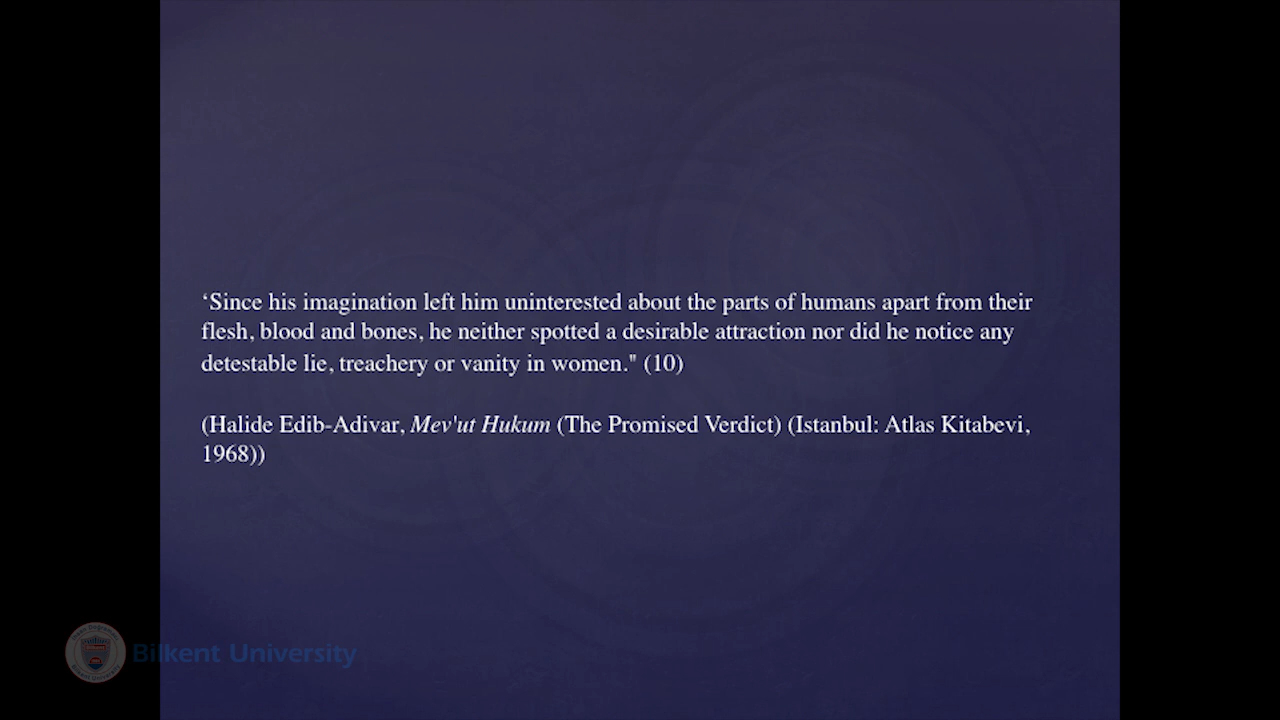 ‘Since his imagination left him uninterested about the parts of humans apart from their
flesh, blood and bones, he neither spotted a desirable attraction nor did he notice any
detestable lie, treachery or vanity in women." (10)
(Halide Edib-Adivar, Mev'ut Hukum (The Promised Verdict) (Istanbul: Atlas Kitabevi,
1968))
Bilkent University